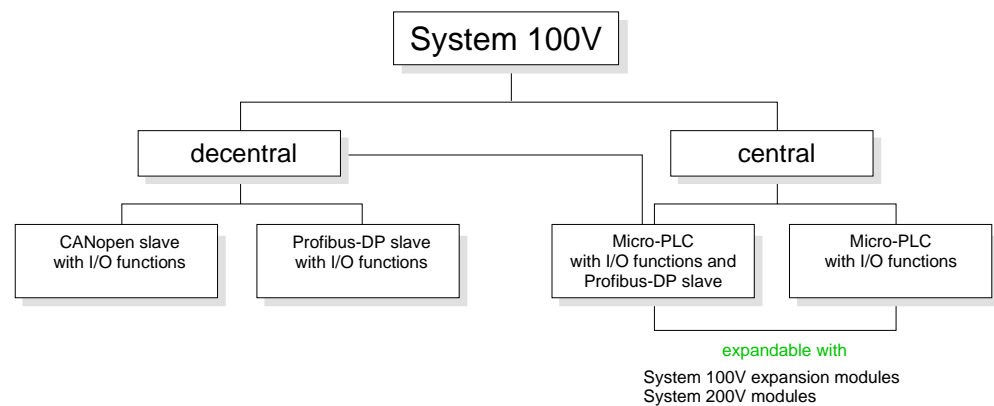 System 100V
decentral
central
CANopen slave
with I/O functions
Profibus-DP slave
with I/O functions
Micro-PLC
with I/O functions and
Profibus-DP slave
Micro-PLC
with I/O functions
expandable with
System 100V expansion modules
System 200V modules